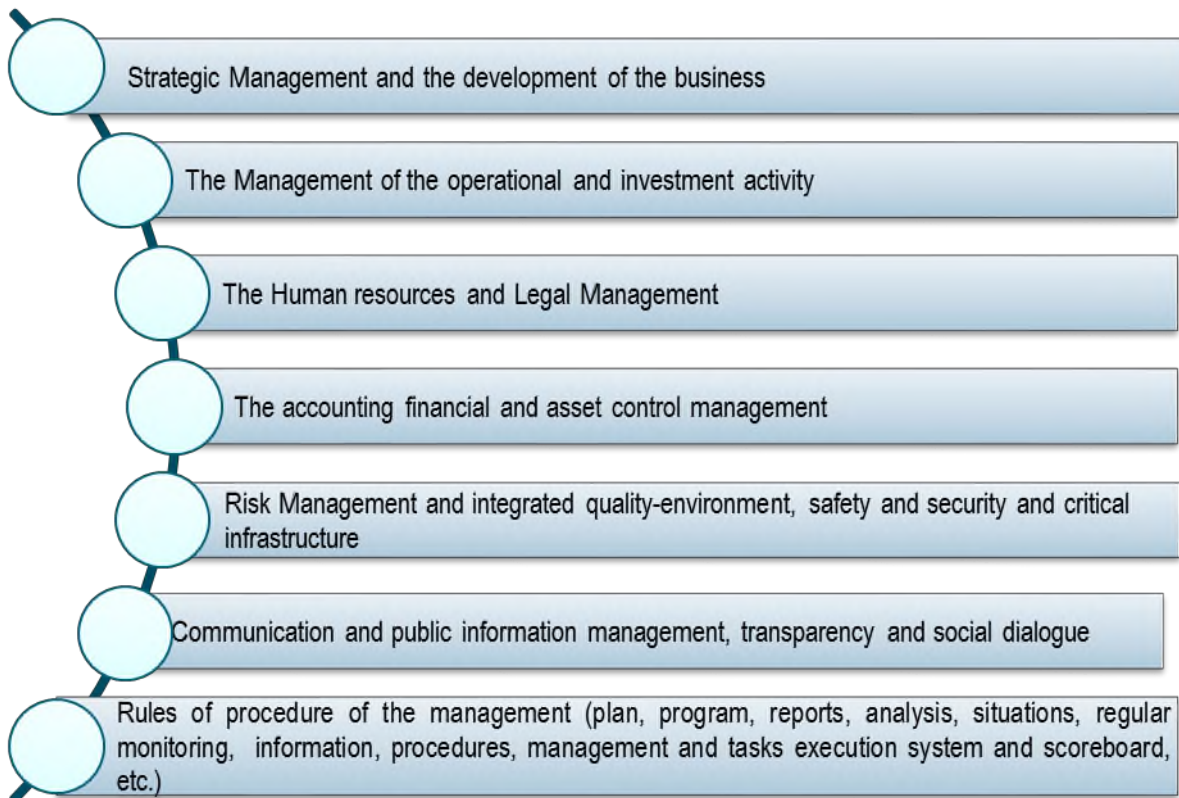 Strategic Management and the development of the business
The Management of the operational and investment activity
The Human resources and Legal Management
The accounting financial and asset control management
Risk Management and integrated quality-environment, safety and security and critical
infrastructure
Communication and public information management, transparency and social dialogue
Rules of procedure of the management (plan, program, reports, analysis, situations, regular
monitoring, information, procedures, management and tasks execution system and scoreboard,
etc.)